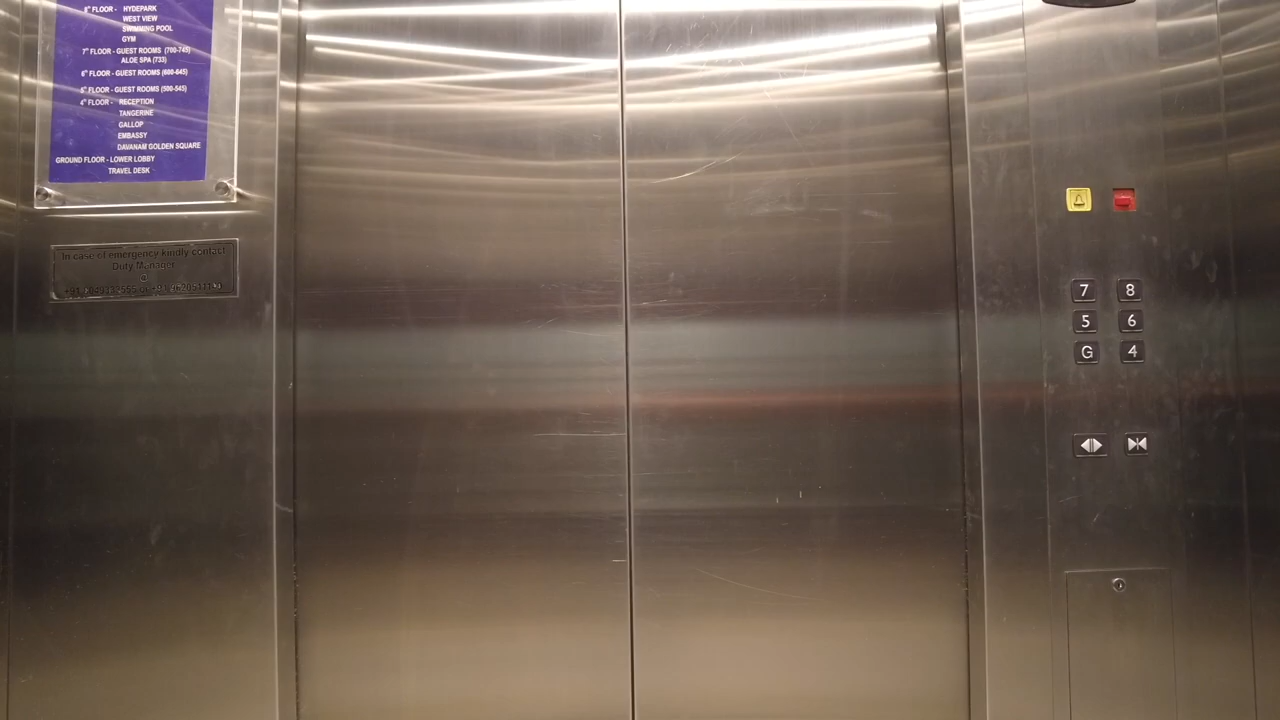 8th FLOOR - HYDEPARK
WEST VIEW
SWIMMING POOL
GYM
7th FLOOR - GUEST ROOMS (700-745)
ALOE SPA (733)
6th FLOOR - GUEST ROOMS (600-645)
5th FLOOR - GUEST ROOMS (500-545)
4th FLOOR - RECEPTION
TANGERINE
GALLOP
EMBASSY
DAVANAM GOLDEN SQUARE
GROUND FLOOR - LOWER LOBBY
TRAVEL DESK
In case of emergency kindly contact
Duty Manager
@
or
7 8
5 6
G 4